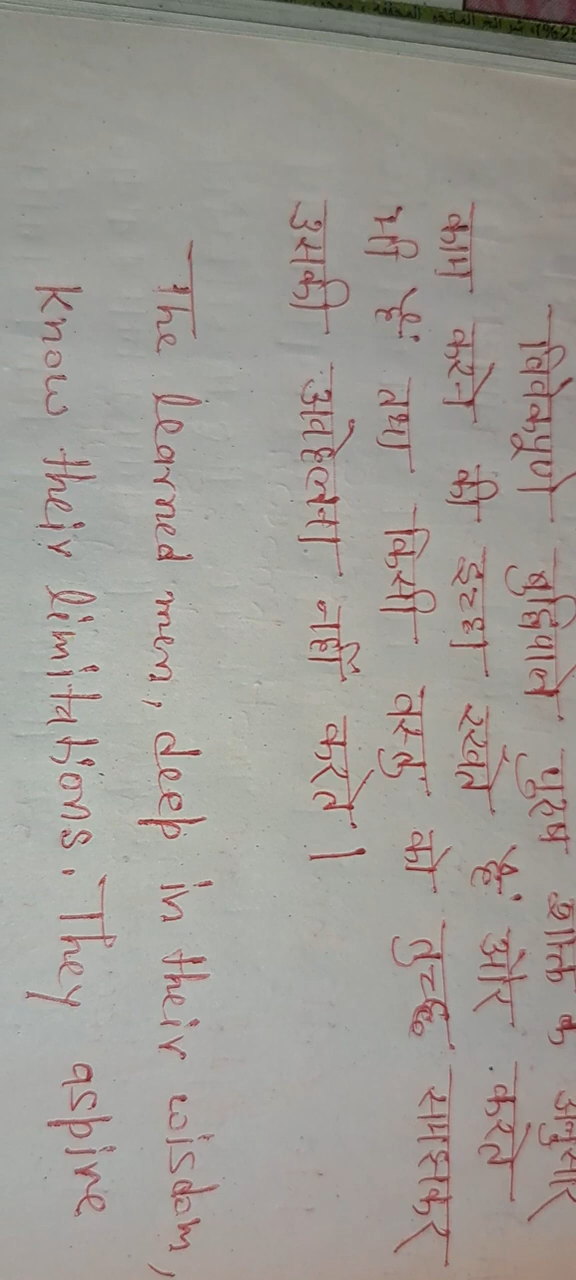 विवेकपूर्ण बुद्धिवाले पुरुष शक्ति के अनुसार
काम करने की इच्छा रखते हैं और करते
भी हैं तथा किसी वस्तु को तुच्छ समझकर
उसकी अवहेलना नहीं करते।
The learned men, deep in their wisdom,
know their limitations. They aspire